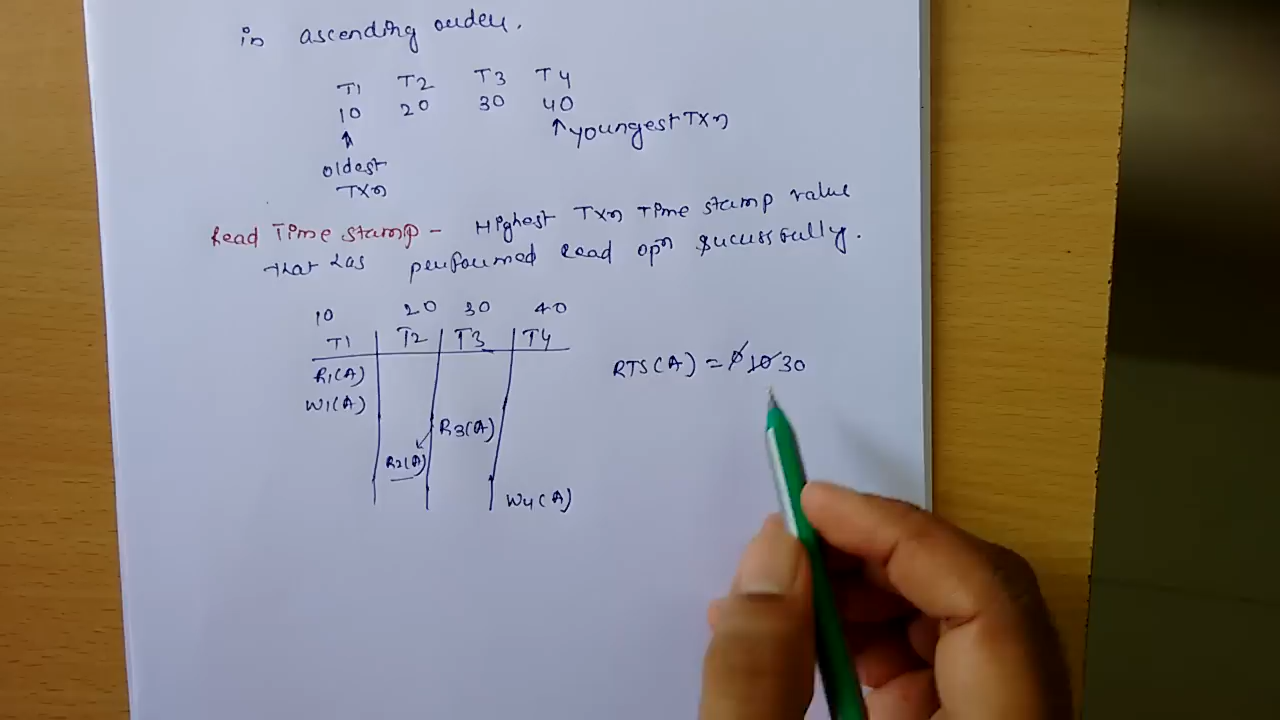 in ascending order.
T1 T2 T3 T4
10 20 30 40
↑ ↑ youngest TXn
oldest
TXn
Read Time stamp - Highest TXn Time stamp value
that has performed read opn sucussfully.
10 20 30 40
T1 T2 T3 T4
R1(A) RTS(A) = 0 10 30
W1(A)
R3(A)
R2(A)
W4(A)